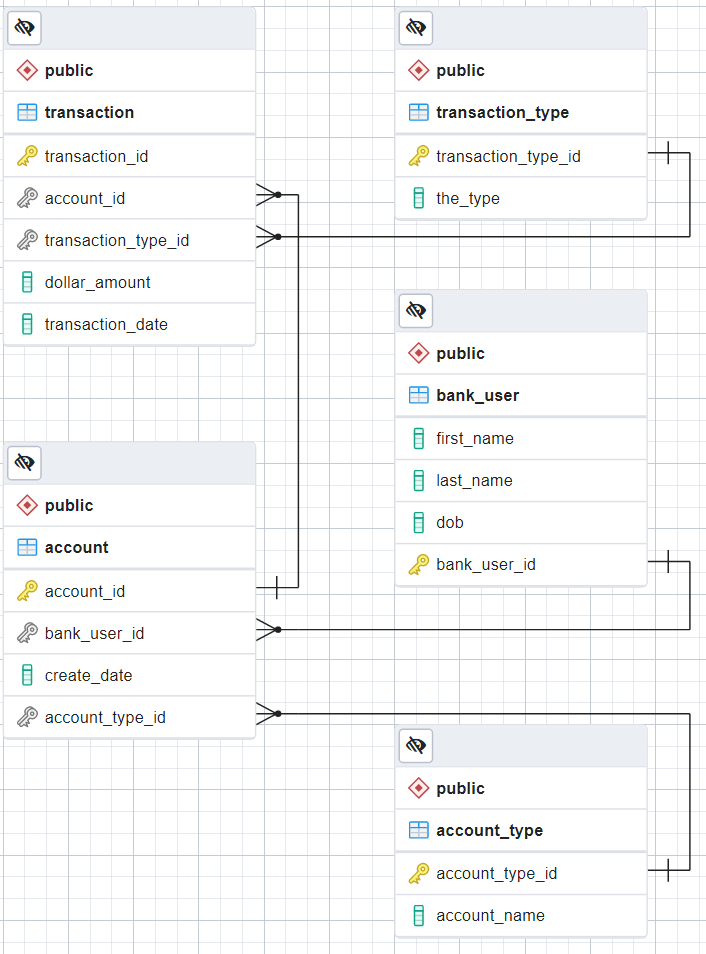 public
transaction
transaction_id
account_id
transaction_type_id
dollar_amount
transaction_date
public
transaction_type
transaction_type_id
the_type
public
bank_user
first_name
last_name
dob
bank_user_id
public
account
account_id
bank_user_id
create_date
account_type_id
public
account_type
account_type_id
account_name